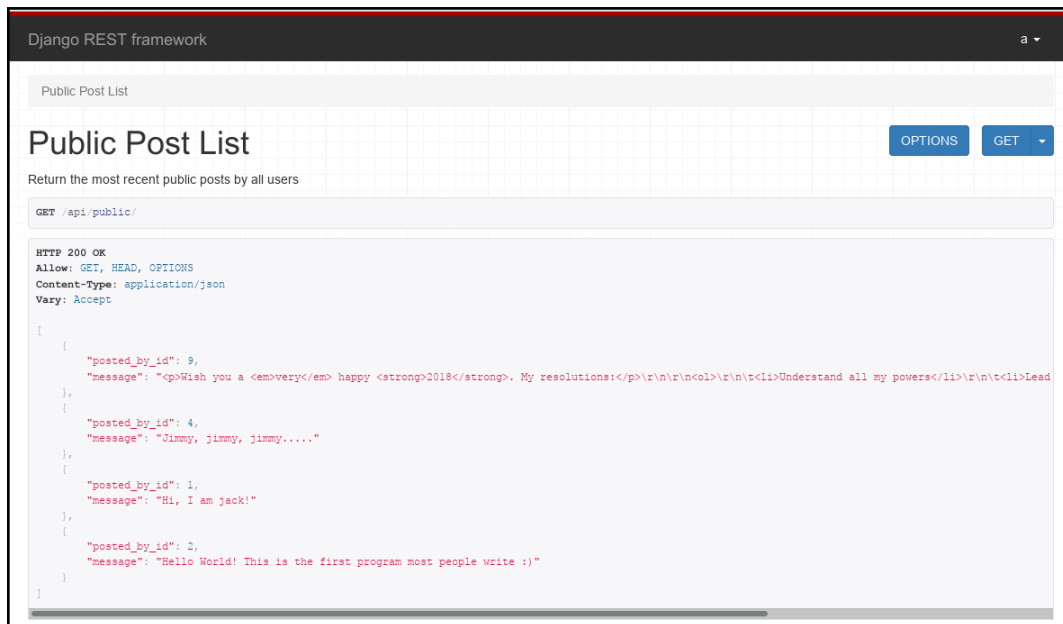 Django REST framework a
Public Post List
Public Post List OPTIONS GET
Return the most recent public posts by all users
GET /api/public/
HTTP 200 OK
Allow: GET, HEAD, OPTIONS
Content-Type: application/json
Vary: Accept
[
{
"posted_by_id": 9,
"message": "<p>Wish you a <em>very</em> happy <strong>2018</strong>. My resolutions:</p>\r\n\r\n<ol>\r\n\t<li>Understand all my powers</li>\r\n\t<li>Lead
},
{
"posted_by_id": 4,
"message": "Jimmy, jimmy, jimmy....."
},
{
"posted_by_id": 1,
"message": "Hi, I am jack!"
},
{
"posted_by_id": 2,
"message": "Hello World! This is the first program most people write :)"
}
]